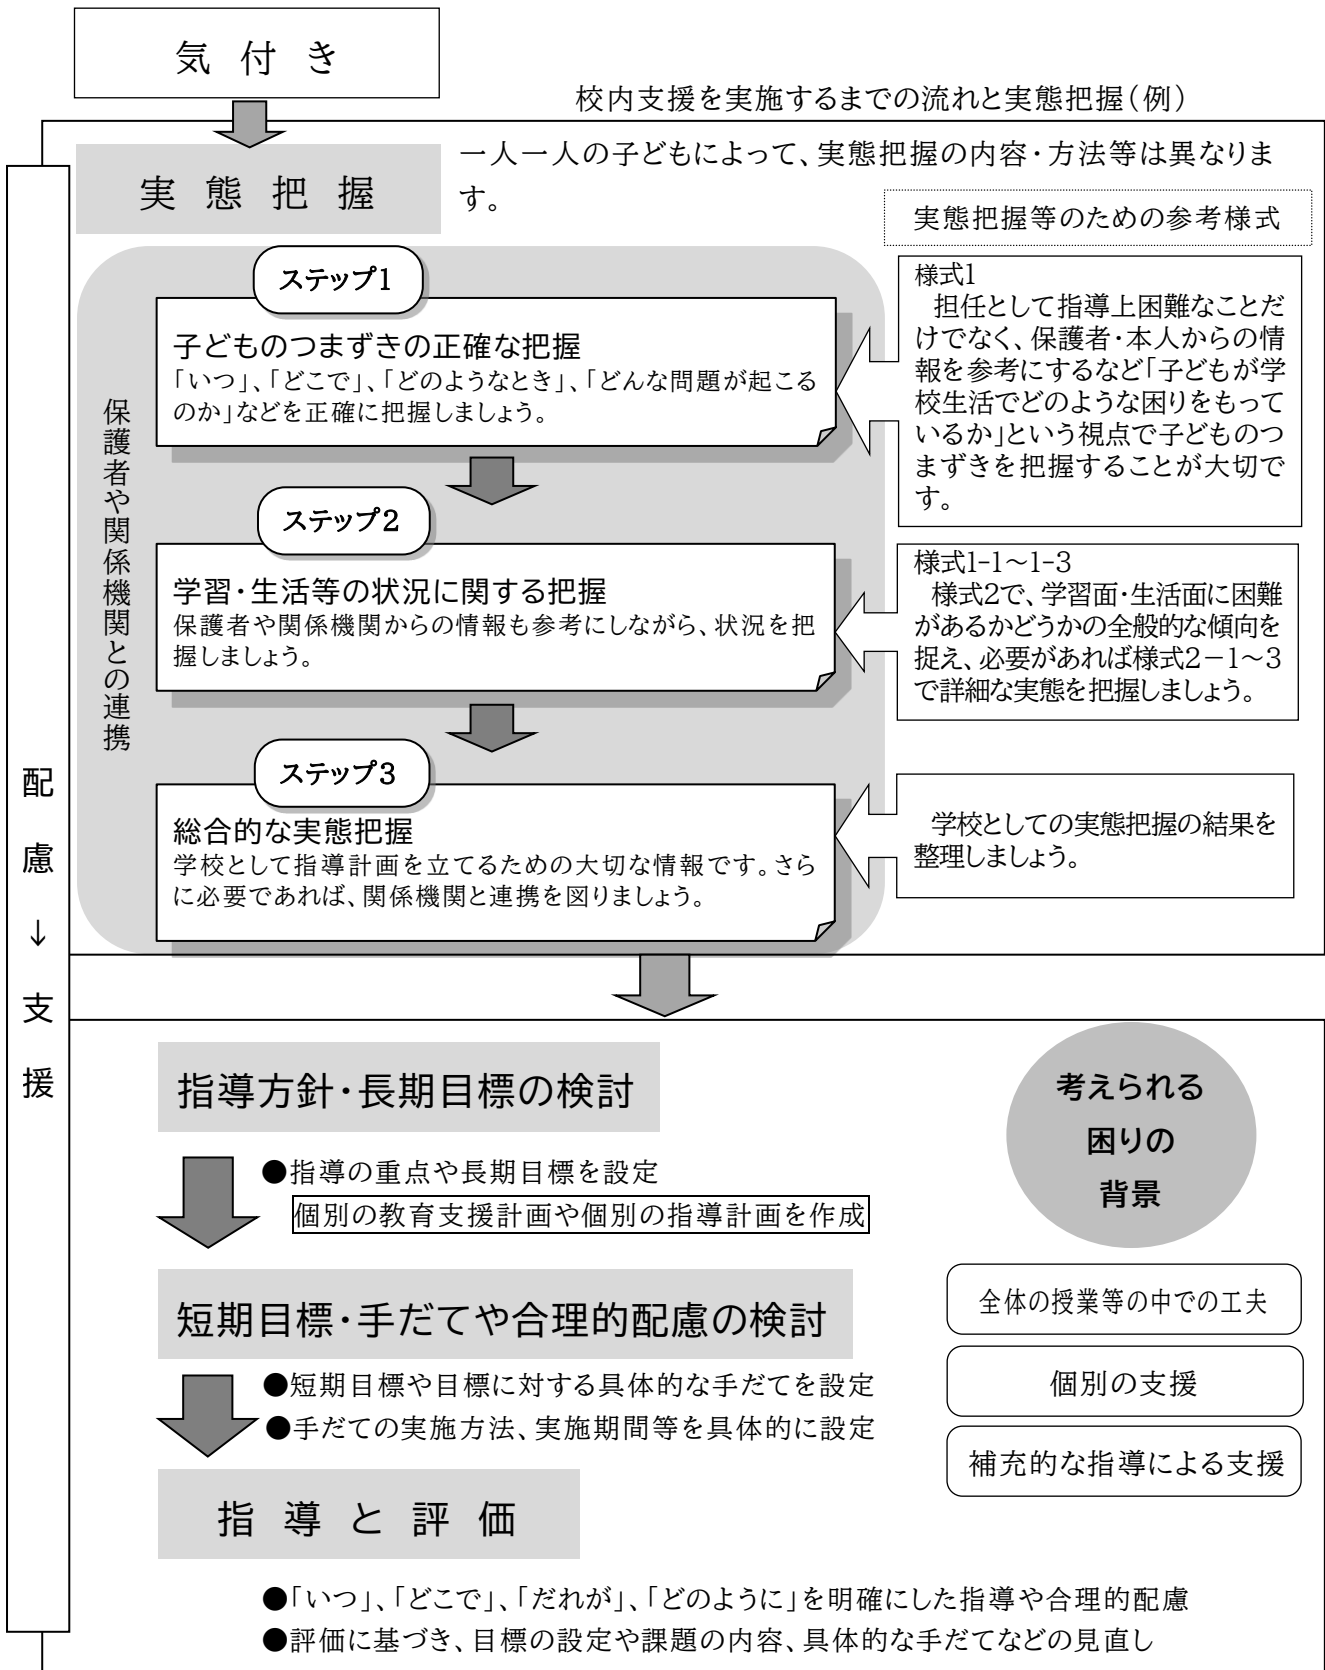 気付き
校内支援を実施するまでの流れと実態把握(例)
実態把握
一人一人の子どもによって、実態把握の内容・方法等は異なりま
す。
実態把握等のための参考様式
保護者や関係機関との連携
ステップ1
子どものつまずきの正確な把握
「いつ」、「どこで」、「どのようなとき」、「どんな問題が起こる
のか」などを正確に把握しましょう。
様式1
担任として指導上困難なことだ
けでなく、保護者・本人からの情
報を参考にするなど「子どもが学
校生活でどのような困りをもって
いるか」という視点で子どものつ
まずきを把握することが大切で
す。
ステップ2
学習・生活等の状況に関する把握
保護者や関係機関からの情報も参考にしながら、状況を把
握しましょう。
様式1-1~1-3
様式2で、学習面・生活面に困難
があるかどうかの全般的な傾向を
捉え、必要があれば様式2-1~3
で詳細な実態を把握しましょう。
ステップ3
総合的な実態把握
学校として指導計画を立てるための大切な情報です。さら
に必要であれば、関係機関と連携を図りましょう。
学校としての実態把握の結果を
整理しましょう。
配慮↓支援
指導方針・長期目標の検討
●指導の重点や長期目標を設定
個別の教育支援計画や個別の指導計画を作成
短期目標・手だてや合理的配慮の検討
●短期目標や目標に対する具体的な手だてを設定
●手だての実施方法、実施期間等を具体的に設定
指導と評価
●「いつ」、「どこで」、「だれが」、「どのように」を明確にした指導や合理的配慮
●評価に基づき、目標の設定や課題の内容、具体的な手だてなどの見直し
考えられる
困りの
背景
全体の授業等の中での工夫
個別の支援
補充的な指導による支援